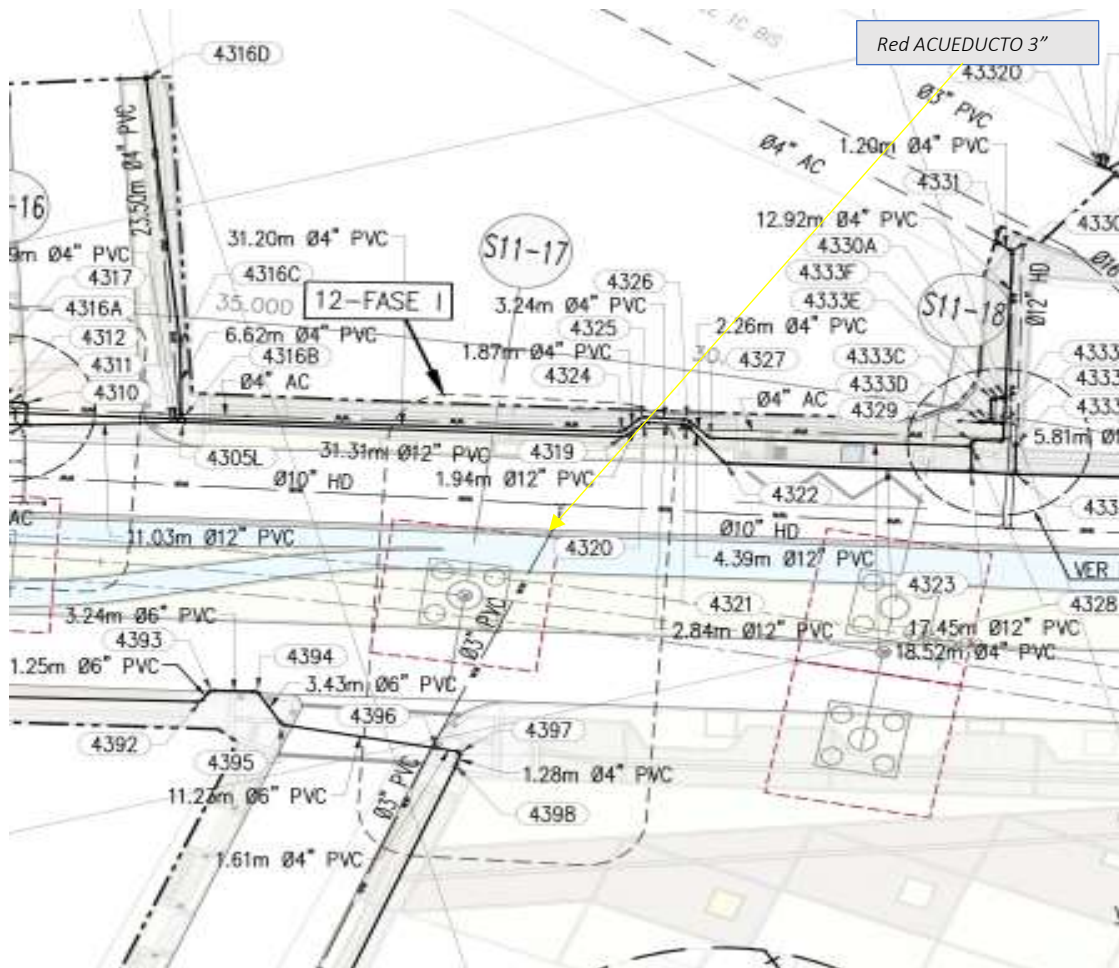 Red ACUEDUCTO 3"
4316D
4332D
Ø3" PVC
1.20m Ø4" PVC
Ø4" AC
23.50m Ø4" PVC
4331
-16
12.92m Ø4" PVC
31.20m Ø4" PVC
S11-17
4330A
9m Ø4" PVC
4317
4316C
4326
4333F
Ø12" HD
35.00
12-FASE I
3.24m Ø4" PVC
4333E
S11-18
4316A
4325
2.26m Ø4" PVC
4312
6.62m Ø4" PVC
4316B
1.87m Ø4" PVC
4327
4333C
4311
4324
4333D
4310
Ø4" AC
Ø4" AC
4329
4305L
31.31m Ø12" PVC
4319
Ø10" HD
1.94m Ø12" PVC
4322
AC
11.03m Ø12" PVC
4320
Ø10" HD
4.39m Ø12" PVC
VER
4323
4321
4328
3.24m Ø6" PVC
Ø3" PVC
2.84m Ø12" PVC
17.45m Ø12" PVC
4393
4394
18.52m Ø4" PVC
1.25m Ø6" PVC
3.43m Ø6" PVC
4396
4397
4392
4395
Ø3" PVC
1.28m Ø4" PVC
11.23m Ø6" PVC
4398
1.61m Ø4" PVC